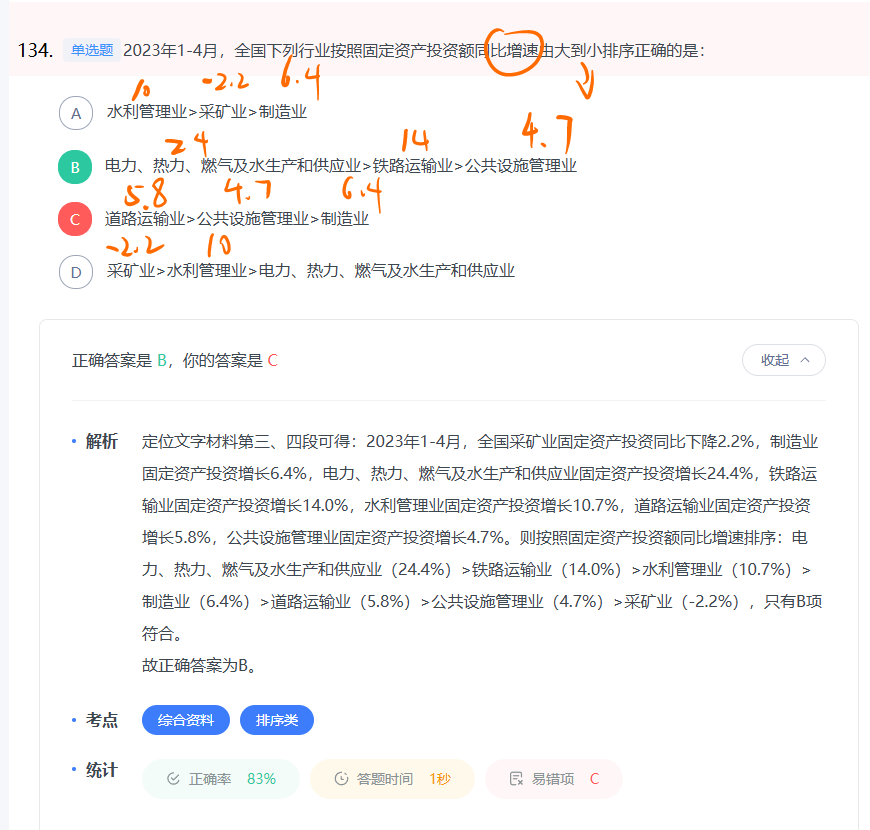 134. 单选题 2023年1-4月，全国下列行业按照固定资产投资额同比增速由大到小排序正确的是：
10 -2.2 6.4
A 水利管理业>采矿业>制造业
24 14 4.7
B 电力、热力、燃气及水生产和供应业>铁路运输业>公共设施管理业
5.8 4.7 6.4
C 道路运输业>公共设施管理业>制造业
-2.2 10
D 采矿业>水利管理业>电力、热力、燃气及水生产和供应业
正确答案是 B，你的答案是 C 收起
解析 定位文字材料第三、四段可得：2023年1-4月，全国采矿业固定资产投资同比下降2.2%，制造业
固定资产投资增长6.4%，电力、热力、燃气及水生产和供应业固定资产投资增长24.4%，铁路运
输业固定资产投资增长14.0%，水利管理业固定资产投资增长10.7%，道路运输业固定资产投资
增长5.8%，公共设施管理业固定资产投资增长4.7%。则按照固定资产投资额同比增速排序：电
力、热力、燃气及水生产和供应业（24.4%）>铁路运输业（14.0%）>水利管理业（10.7%）>
制造业（6.4%）>道路运输业（5.8%）>公共设施管理业（4.7%）>采矿业（-2.2%），只有B项
符合。
故正确答案为B。
考点 综合资料 排序类
统计 正确率 83% 答题时间 1秒 易错项 C